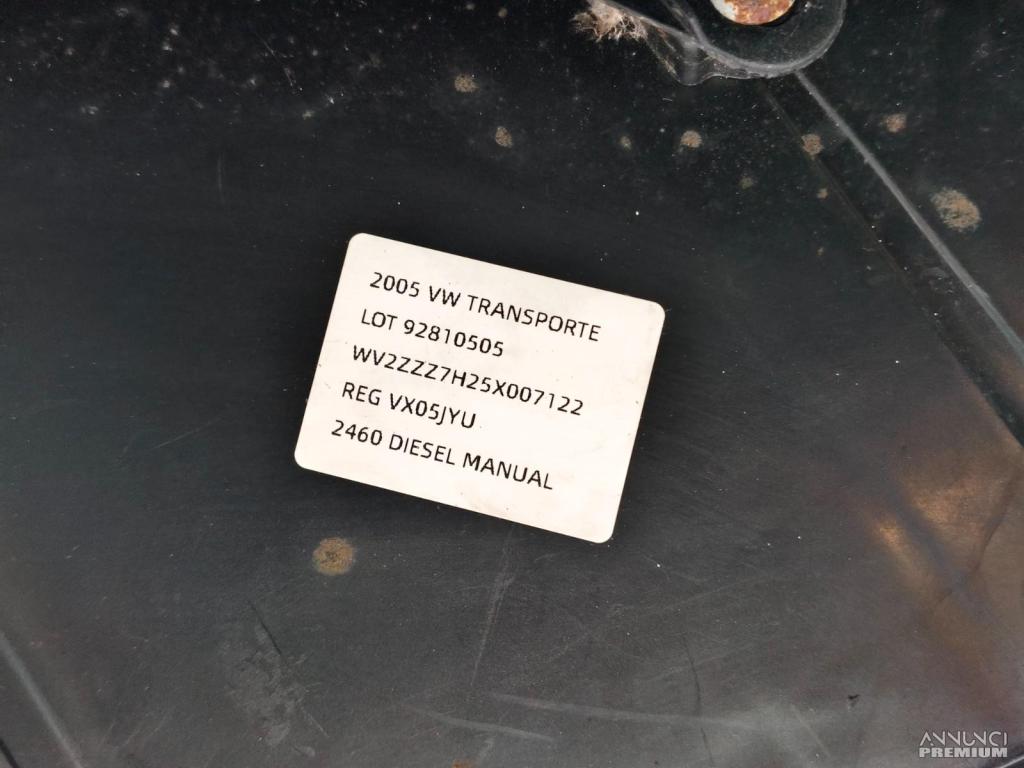 2005 VW TRANSPORTE
LOT 92810505
WV2ZZZ7H25X007122
REG VX05JYU
2460 DIESEL MANUAL
ANNUNCI
PREMIUM